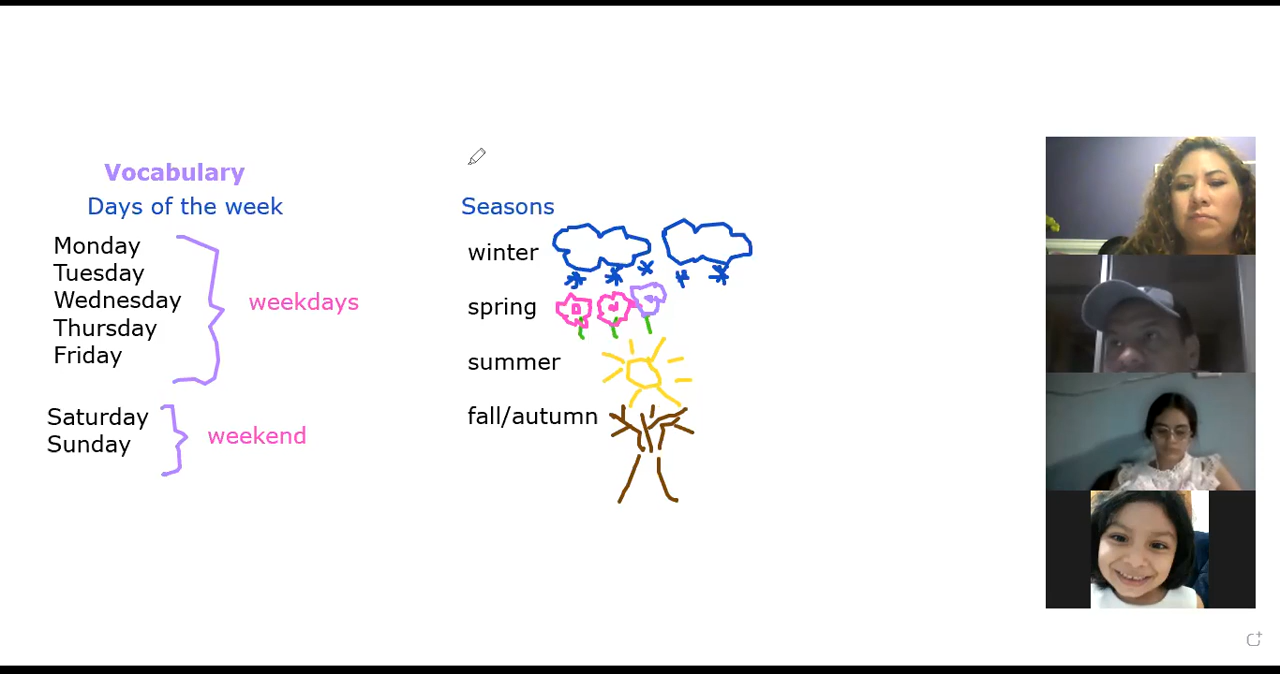 Vocabulary
Days of the week
Monday
Tuesday
Wednesday
Thursday
Friday
weekdays
Saturday
Sunday
weekend
Seasons
winter
spring
summer
fall/autumn